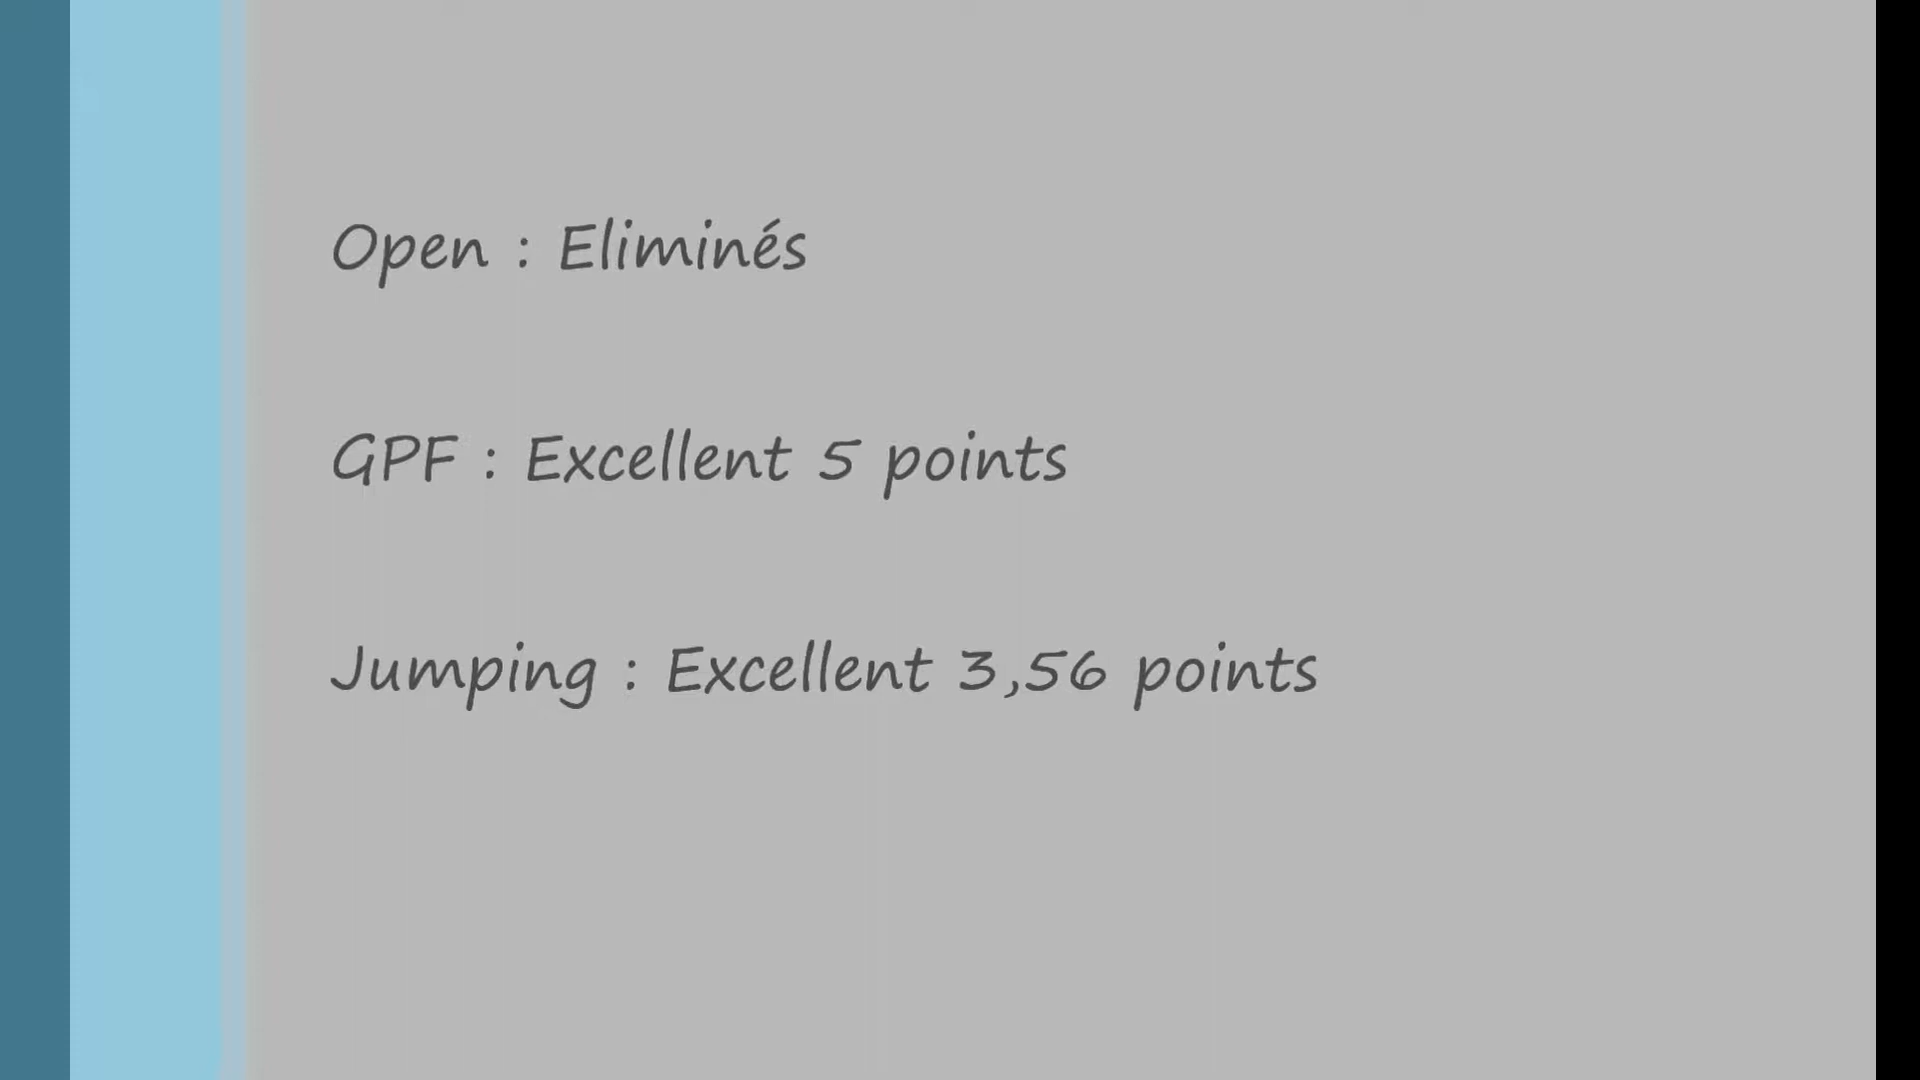 Open : Eliminés
GPF : Excellent 5 points
Jumping : Excellent 3,56 points